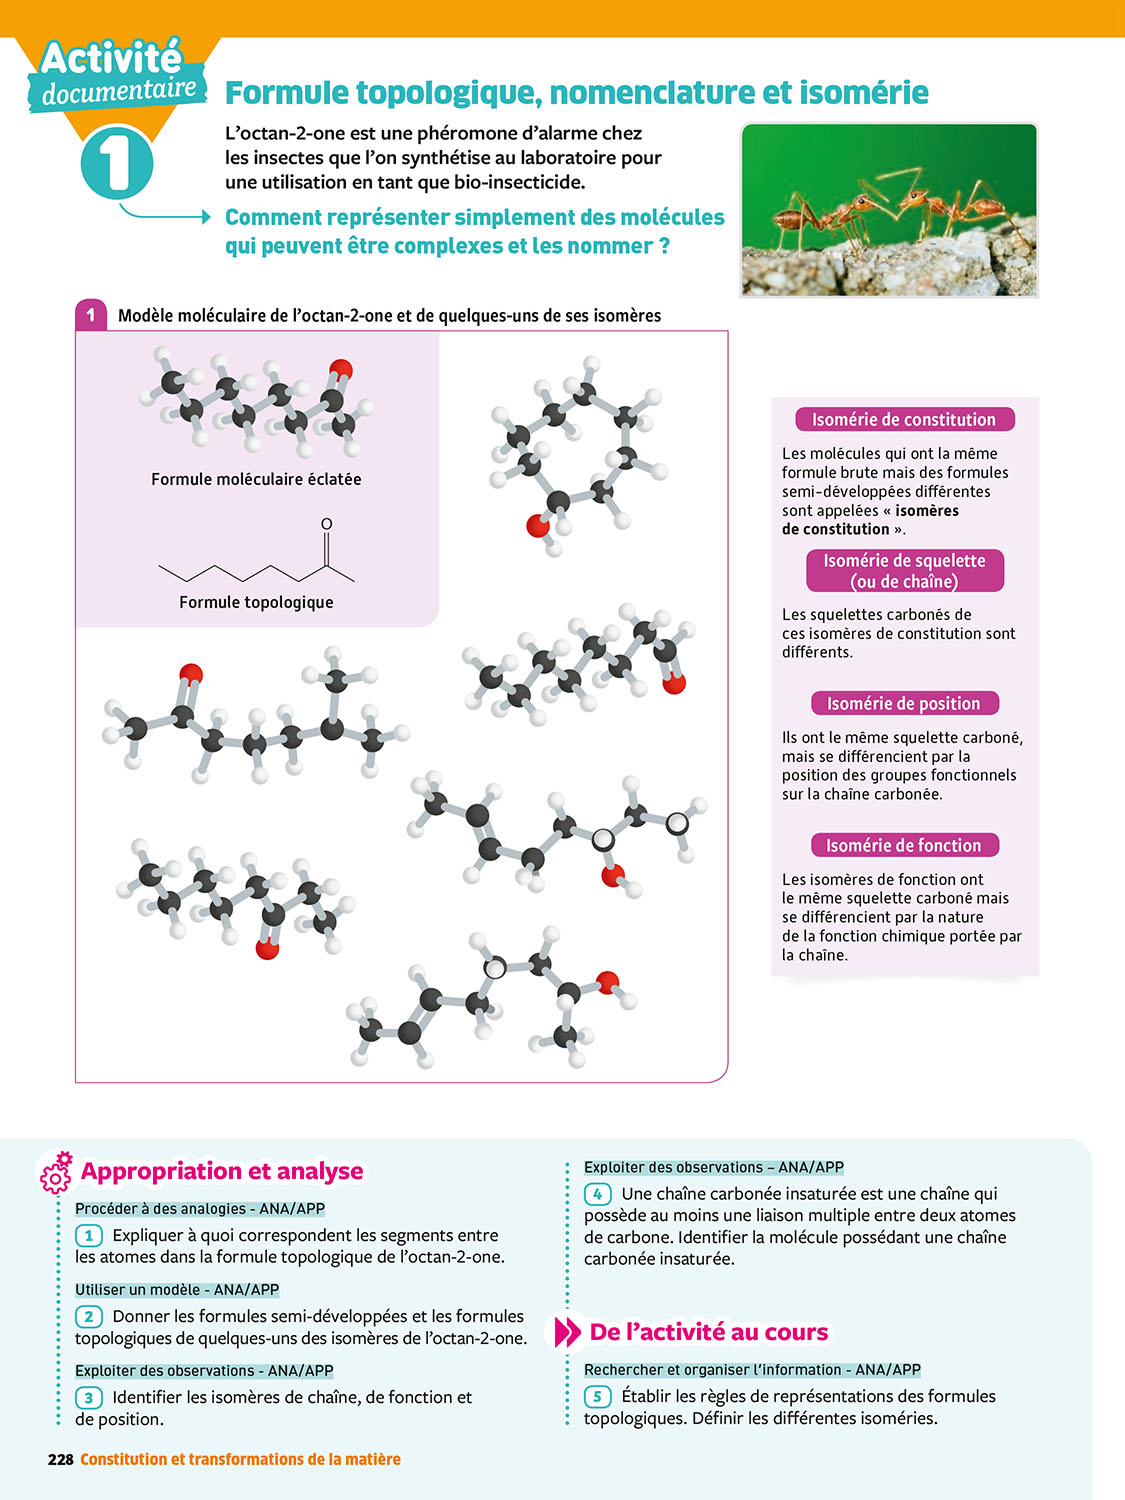 Activité
documentaire
1
Formule topologique, nomenclature et isomérie
L’octan-2-one est une phéromone d’alarme chez
les insectes que l’on synthétise au laboratoire pour
une utilisation en tant que bio-insecticide.
Comment représenter simplement des molécules
qui peuvent être complexes et les nommer ?
1 Modèle moléculaire de l’octan-2-one et de quelques-uns de ses isomères
Formule moléculaire éclatée
O
Formule topologique
Isomérie de constitution
Les molécules qui ont la même
formule brute mais des formules
semi-développées différentes
sont appelées « isomères
de constitution ».
Isomérie de squelette
(ou de chaîne)
Les squelettes carbonés de
ces isomères de constitution sont
différents.
Isomérie de position
Ils ont le même squelette carboné,
mais se différencient par la
position des groupes fonctionnels
sur la chaîne carbonée.
Isomérie de fonction
Les isomères de fonction ont
le même squelette carboné mais
se différencient par la nature
de la fonction chimique portée par
la chaîne.
Appropriation et analyse
Procéder à des analogies - ANA/APP
1 Expliquer à quoi correspondent les segments entre
les atomes dans la formule topologique de l’octan-2-one.
Utiliser un modèle - ANA/APP
2 Donner les formules semi-développées et les formules
topologiques de quelques-uns des isomères de l’octan-2-one.
Exploiter des observations - ANA/APP
3 Identifier les isomères de chaîne, de fonction et
de position.
Exploiter des observations – ANA/APP
4 Une chaîne carbonée insaturée est une chaîne qui
possède au moins une liaison multiple entre deux atomes
de carbone. Identifier la molécule possédant une chaîne
carbonée insaturée.
De l’activité au cours
Rechercher et organiser l’information - ANA/APP
5 Établir les règles de représentations des formules
topologiques. Définir les différentes isoméries.
228 Constitution et transformations de la matière